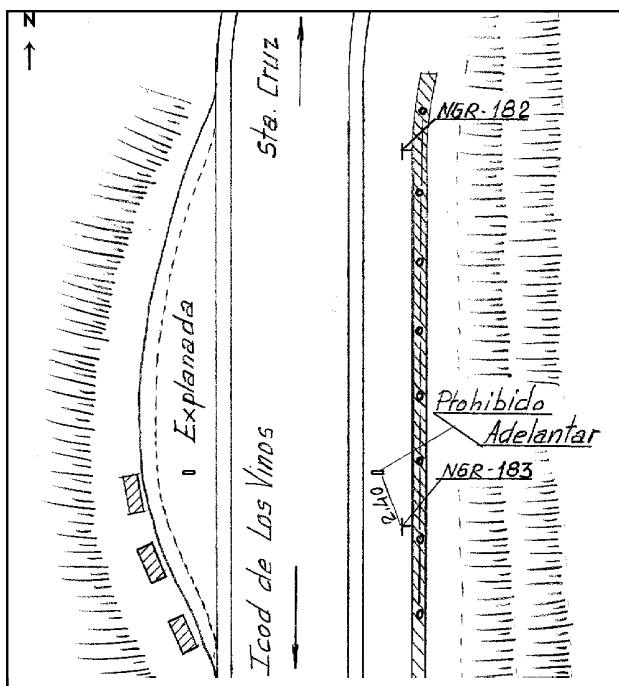 N
Sta. Cruz
NGR-182
Explanada
Prohibido
Adelantar
NGR-183
2,40
Icod de Los Vinos